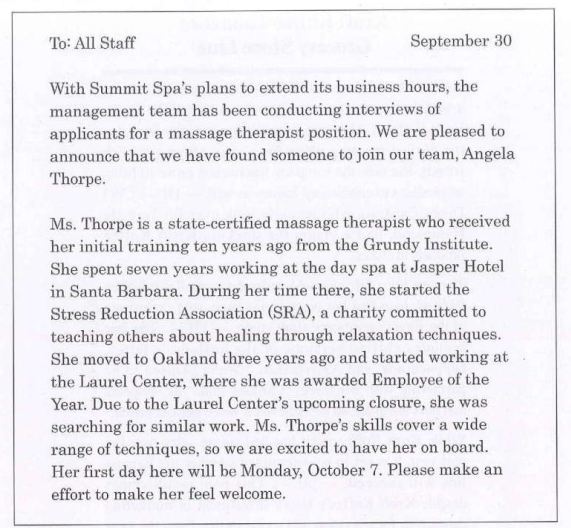 To: All Staff September 30
With Summit Spa's plans to extend its business hours, the
management team has been conducting interviews of
applicants for a massage therapist position. We are pleased to
announce that we have found someone to join our team, Angela
Thorpe.
Ms. Thorpe is a state-certified massage therapist who received
her initial training ten years ago from the Grundy Institute.
She spent seven years working at the day spa at Jasper Hotel
in Santa Barbara. During her time there, she started the
Stress Reduction Association (SRA), a charity committed to
teaching others about healing through relaxation techniques.
She moved to Oakland three years ago and started working at
the Laurel Center, where she was awarded Employee of the
Year. Due to the Laurel Center's upcoming closure, she was
searching for similar work. Ms. Thorpe's skills cover a wide
range of techniques, so we are excited to have her on board.
Her first day here will be Monday, October 7. Please make an
effort to make her feel welcome.